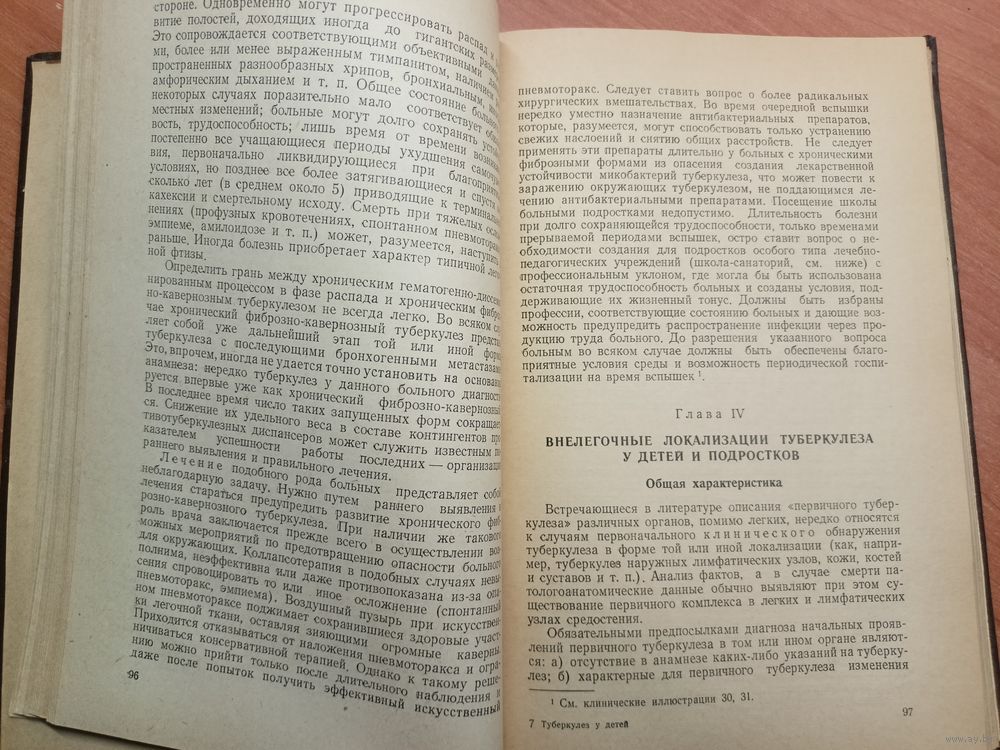 стороне. Одновременно могут прогрессировать распад и
витие полостей, доходящих иногда до гигантских
Это сопровождается соответствующими объективными
ми, более или менее выраженным тимпанитом, наличием
пространенных разнообразных хрипов, бронхиальным,
амфорическим дыханием и т. п. Общее состояние
некоторых случаях поразительно мало соответствует
местных изменений; больные могут долго сохранять
вость, трудоспособность; лишь время от времени
постепенно все учащающиеся периоды ухудшения
вия, первоначально ликвидирующиеся при
условиях, но позднее все более затягивающиеся и спустя
сколько лет (в среднем около 5) приводящие к
кахексии и смертельному исходу. Смерть при тяжелых
нениях (профузных кровотечениях, спонтанном
эмпиеме, амилоидозе и т. п.) может, разумеется, наступить
раньше. Иногда болезнь приобретает характер типичной
ной фтизы.
Определить грань между хроническим
нированным процессом в фазе распада и хроническим
но-кавернозным туберкулезом не всегда легко. Во всяком
чае хронический фиброзно-кавернозный туберкулез
ляет собой уже дальнейший этап той или иной
туберкулеза с последующими бронхогенными метастазами.
Это, впрочем, иногда не удается точно установить на основании
анамнеза: нередко туберкулез у данного больного
руется впервые уже как хронический фиброзно-кавернозный.
В последнее время число таких запущенных форм
ся. Снижение их удельного веса в составе контингентов
тивотуберкулезных диспансеров может служить известным
казателем успешности работы последних — организации
раннего выявления и правильного лечения.
Лечение подобного рода больных представляет собой
неблагодарную задачу. Нужно путем раннего выявления и
лечения стараться предупредить развитие хронического фиб-
розно-кавернозного туберкулеза. При наличии же такового
роль врача заключается прежде всего в осуществлении воз-
можных мероприятий по предотвращению опасности больного
для окружающих. Коллапсотерапия в подобных случаях невы-
полнима, неэффективна или даже противопоказана из-за опа-
сения спровоцировать то или иное осложнение (спонтанный
пневмоторакс, эмпиема). Воздушный пузырь при искусствен-
ном пневмотораксе поджимает сохранившиеся здоровые участ-
ки легочной ткани, оставляя зияющими огромные каверны.
Приходится отказываться от наложения пневмоторакса и огра-
ничиваться консервативной терапией. Однако к такому реше-
нию можно прийти только после длительного наблюдения и
даже после попыток получить эффективный искусственный
96
пневмоторакс. Следует ставить вопрос о более радикальных
хирургических вмешательствах. Во время очередной вспышки
нередко уместно назначение антибактериальных препаратов,
которые, разумеется, могут способствовать только устранению
свежих наслоений и снятию общих расстройств. Не следует
применять эти препараты длительно у больных с хроническими
фиброзными формами из опасения создания лекарственной
устойчивости микобактерий туберкулеза, что может повести к
заражению окружающих туберкулезом, не поддающимся ле-
чению антибактериальными препаратами. Посещение школы
больными подростками недопустимо. Длительность болезни
при долго сохраняющейся трудоспособности, только временами
прерываемой периодами вспышек, остро ставит вопрос о не-
обходимости создания для подростков особого типа лечебно-
педагогических учреждений (школа-санаторий, см. ниже) с
профессиональным уклоном, где могла бы быть использована
остаточная трудоспособность больных и созданы условия, под-
держивающие их жизненный тонус. Должны быть избраны
профессии, соответствующие состоянию больных и дающие воз-
можность предупредить распространение инфекции через про-
дукцию труда больного. До разрешения указанного вопроса
больным во всяком случае должны быть обеспечены благо-
приятные условия среды и возможность периодической госпи-
тализации на время вспышек ¹.
Глава IV
ВНЕЛЕГОЧНЫЕ ЛОКАЛИЗАЦИИ ТУБЕРКУЛЕЗА
У ДЕТЕЙ И ПОДРОСТКОВ
Общая характеристика
Встречающиеся в литературе описания «первичного тубер-
кулеза» различных органов, помимо легких, нередко относятся
к случаям первоначального клинического обнаружения
туберкулеза в форме той или иной локализации (как, напри-
мер, туберкулез наружных лимфатических узлов, кожи, костей
и суставов и т. п.). Анализ фактов, а в случае смерти па-
тологоанатомические данные обычно выявляют при этом су-
ществование первичного комплекса в легких и лимфатических
узлах средостения.
Обязательными предпосылками диагноза начальных прояв-
лений первичного туберкулеза в том или ином органе являют-
ся: а) отсутствие в анамнезе каких-либо указаний на туберку-
лез; б) характерные для первичного туберкулеза изменения
¹ См. клинические иллюстрации 30, 31.
7 Туберкулез у детей
97
www.ay.by